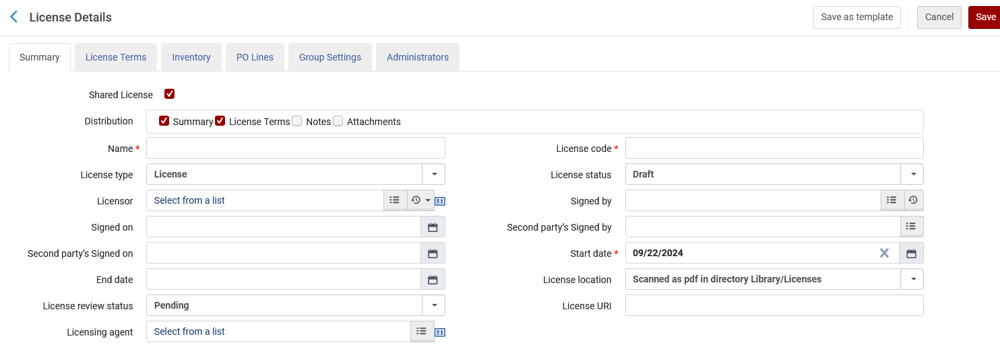 License Details Save as template Cancel Save
Summary License Terms Inventory PO Lines Group Settings Administrators
Shared License
Distribution Summary License Terms Notes Attachments
Name * License code *
License type License License status Draft
Licensor Select from a list Signed by
Signed on Second party's Signed by
Second party's Signed on Start date * 09/22/2024
End date License location Scanned as pdf in directory Library/Licenses
License review status Pending License URI
Licensing agent Select from a list